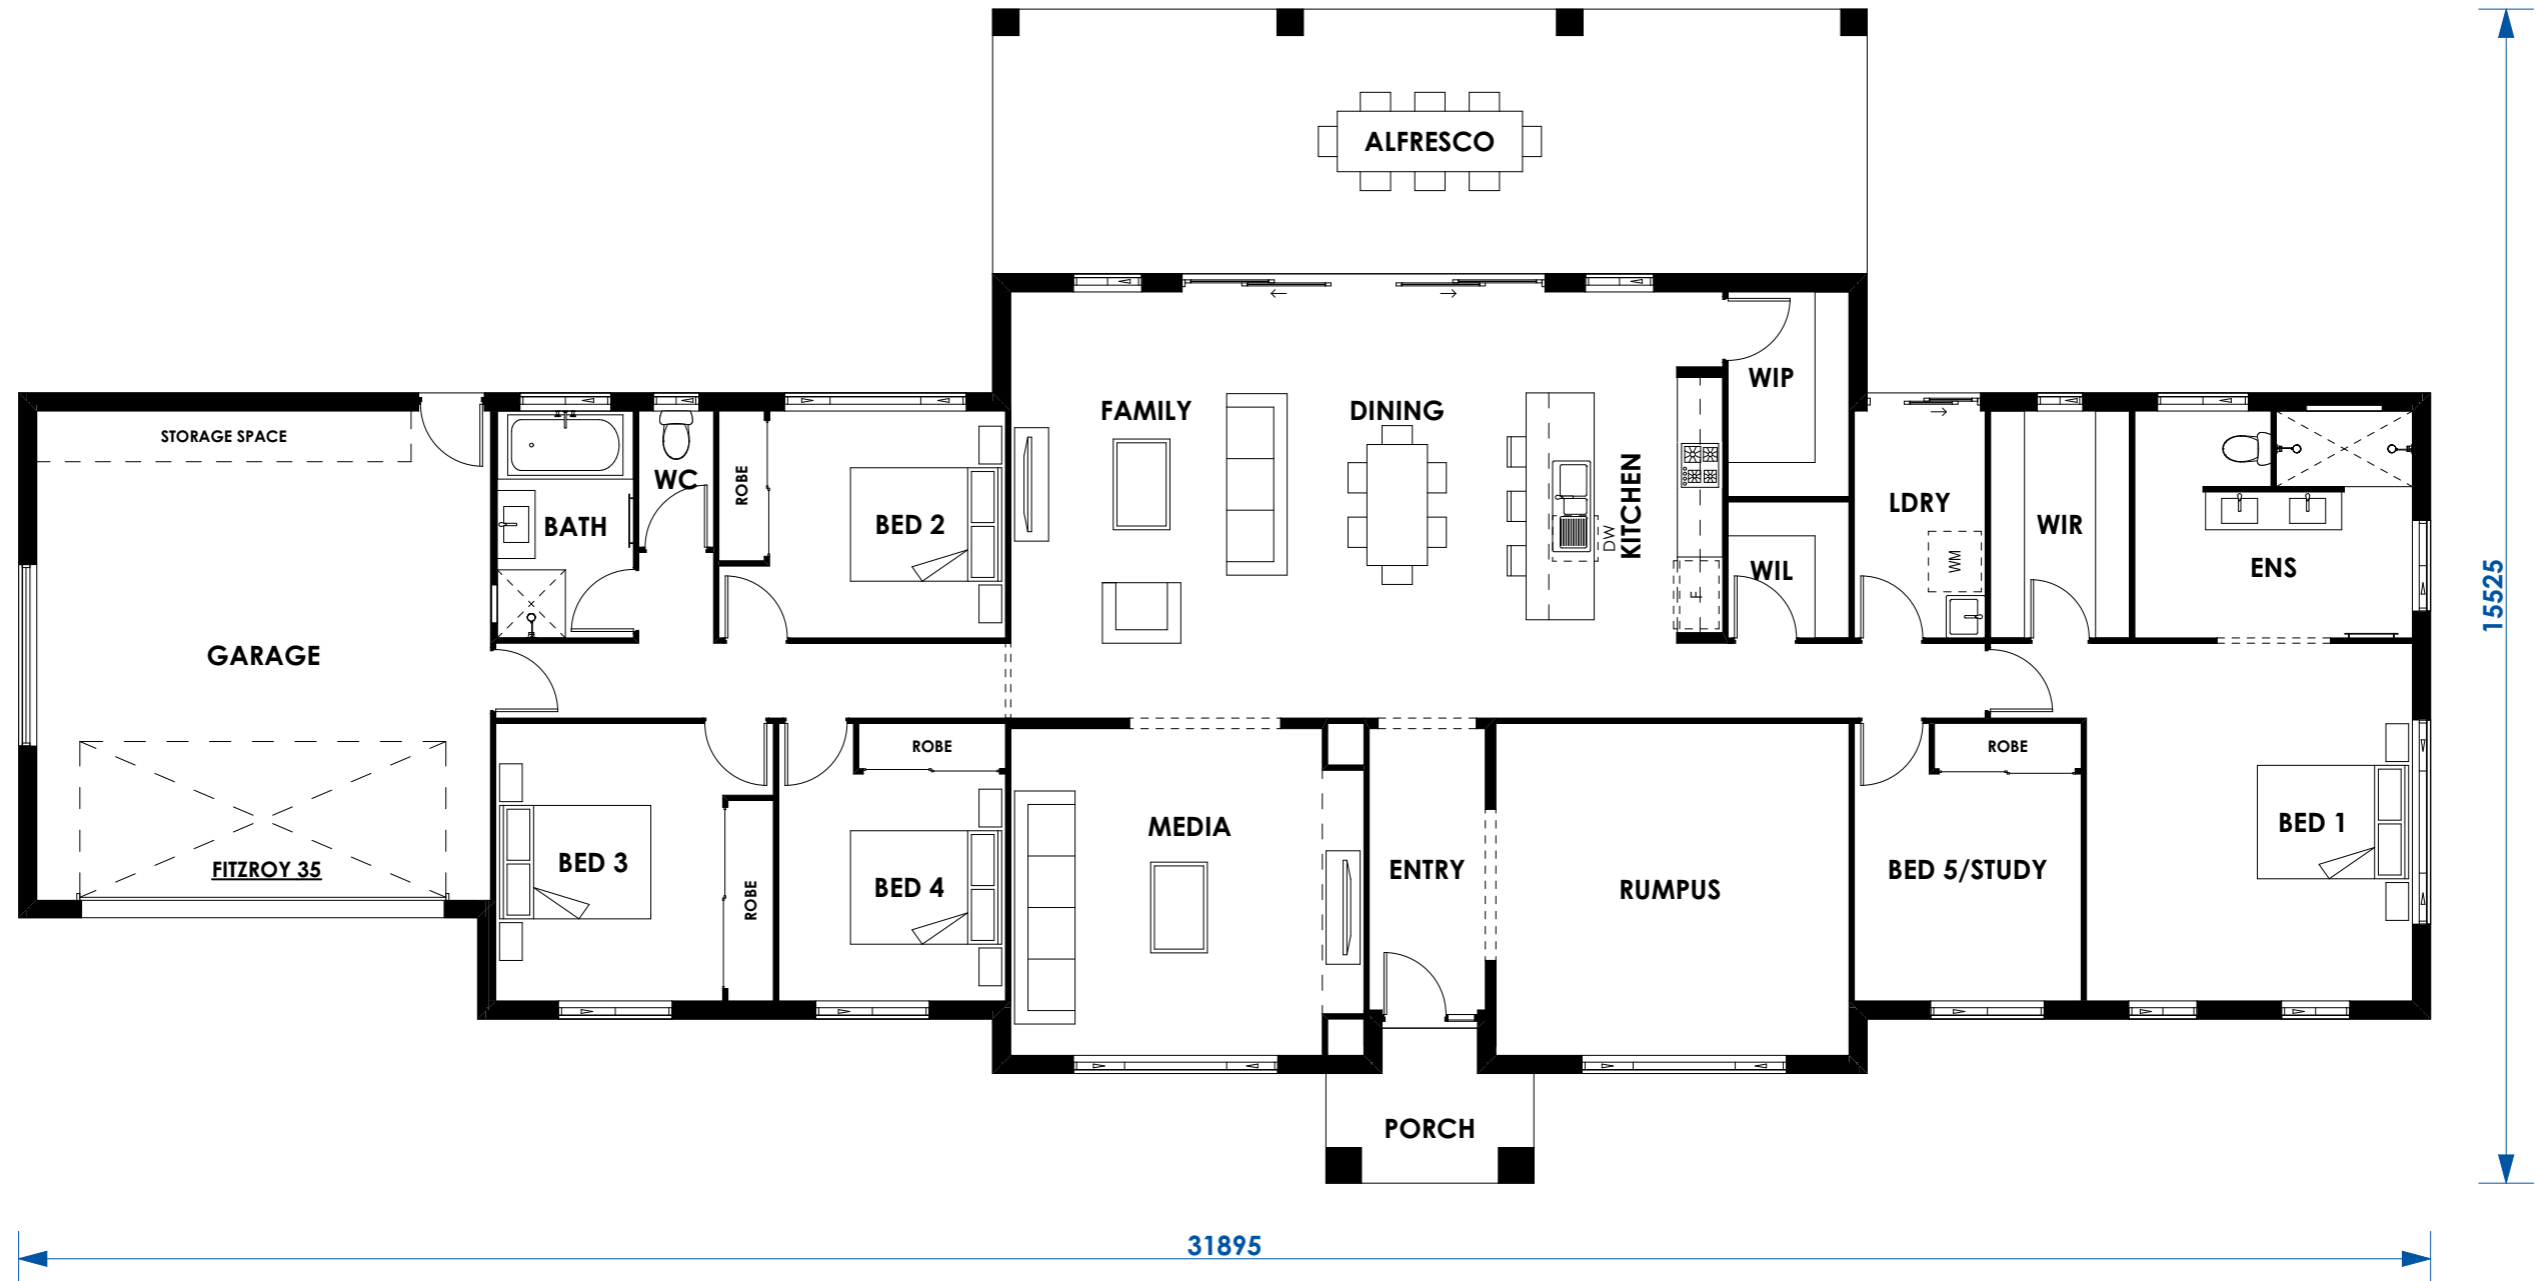 ALFRESCO
WIP
FAMILY
DINING
KITCHEN
DW
F
WIL
STORAGE SPACE
WC
ROBE
BATH
BED 2
LDRY
WM
WIR
ENS
GARAGE
FITZROY 35
BED 3
ROBE
ROBE
BED 4
MEDIA
ENTRY
RUMPUS
ROBE
BED 5/STUDY
BED 1
PORCH
15525
31895